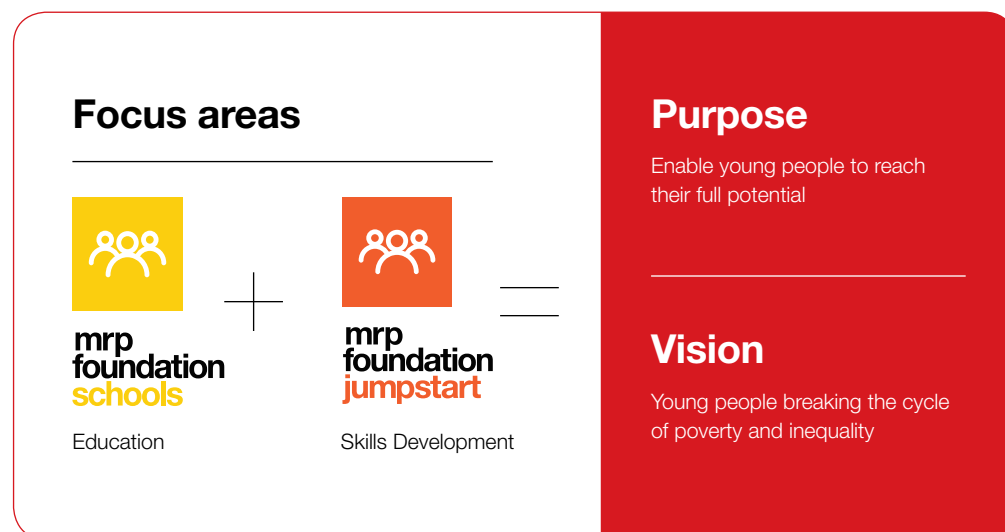 Focus areas
mrp
foundation
schools
Education
mrp
foundation
jumpstart
Skills Development
Purpose
Enable young people to reach
their full potential
Vision
Young people breaking the cycle
of poverty and inequality